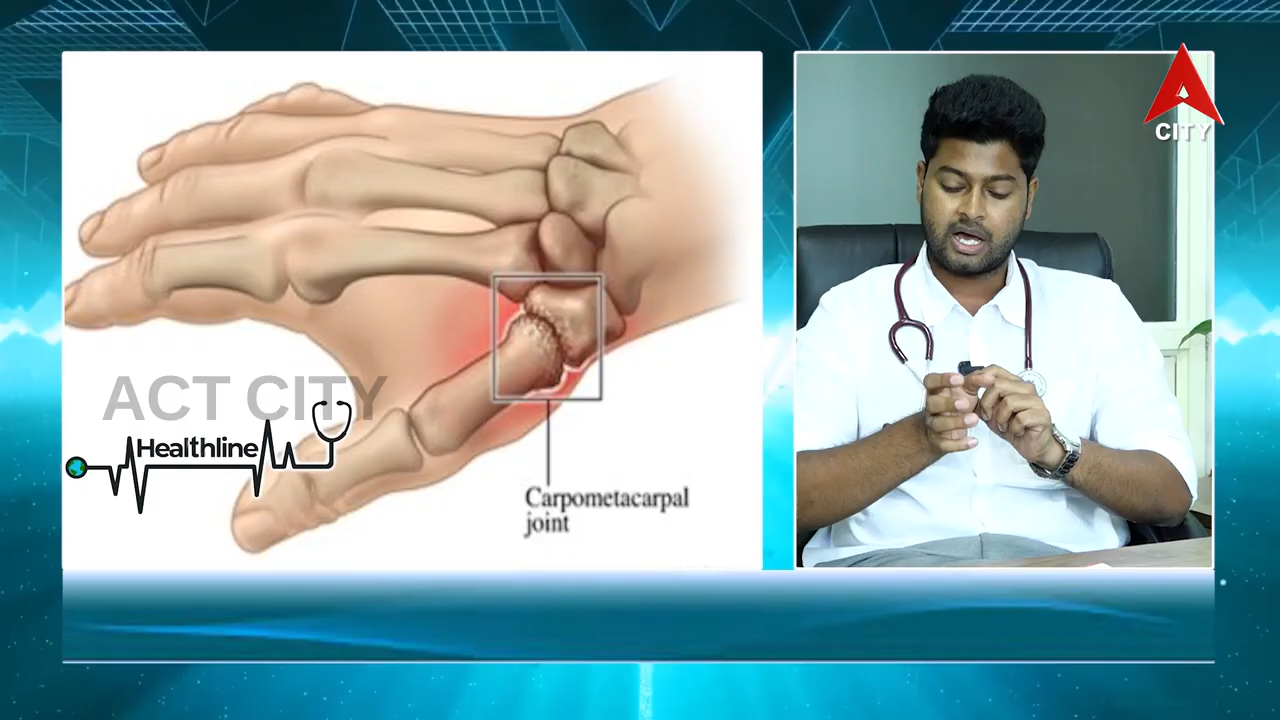 CITY
ACT CITY
Healthline
Carpometacarpal
joint